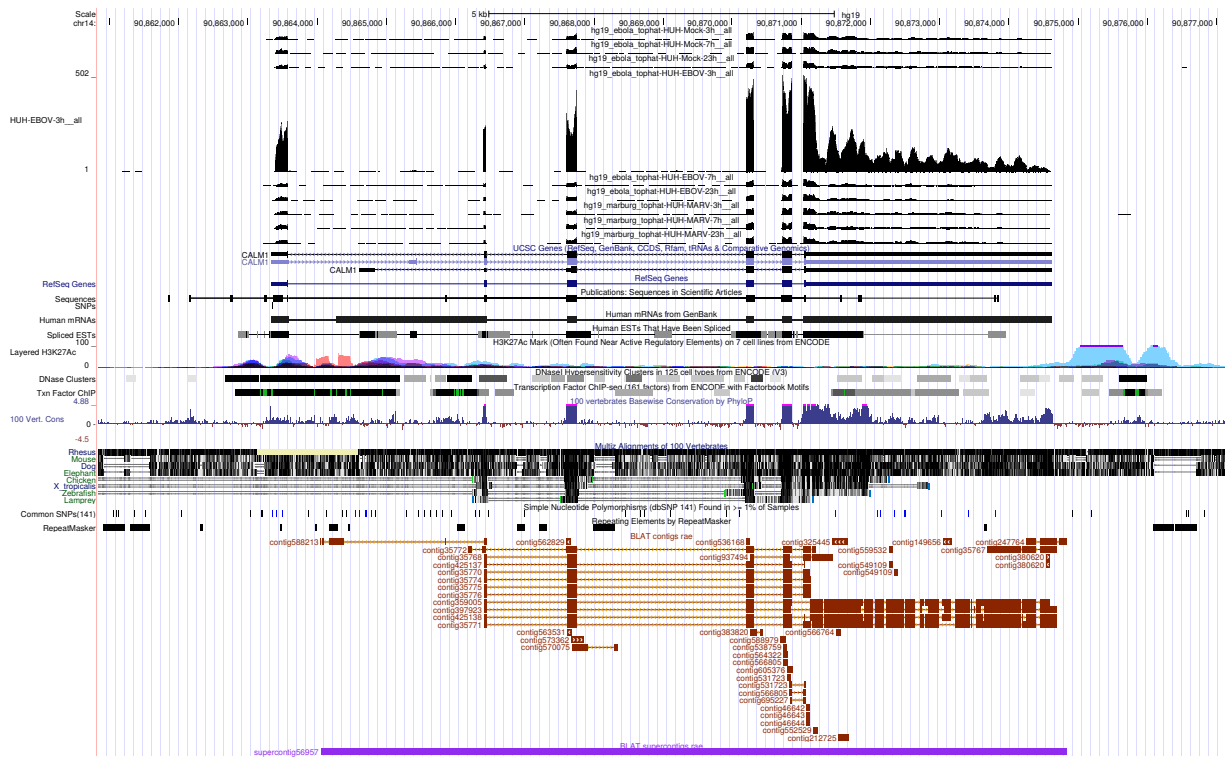 Scale 5 kb hg19
chr14: 90,862,000 90,863,000 90,864,000 90,865,000 90,866,000 90,867,000 90,868,000 90,869,000 90,870,000 90,871,000 90,872,000 90,873,000 90,874,000 90,875,000 90,876,000 90,877,000
hg19_ebola_tophat-HUH-Mock-3h__all
hg19_ebola_tophat-HUH-Mock-7h__all
hg19_ebola_tophat-HUH-Mock-23h__all
502 hg19_ebola_tophat-HUH-EBOV-3h__all
HUH-EBOV-3h__all
1
hg19_ebola_tophat-HUH-EBOV-7h__all
hg19_ebola_tophat-HUH-EBOV-23h__all
hg19_marburg_tophat-HUH-MARV-3h__all
hg19_marburg_tophat-HUH-MARV-7h__all
hg19_marburg_tophat-HUH-MARV-23h__all
UCSC Genes (RefSeq, GenBank, CCDS, Rfam, tRNAs & Comparative Genomics)
CALM1
CALM1
CALM1
RefSeq Genes
RefSeq Genes
Publications: Sequences in Scientific Articles
Sequences
SNPs
Human mRNAs from GenBank
Human mRNAs
Human ESTs That Have Been Spliced
Spliced ESTs
H3K27Ac Mark (Often Found Near Active Regulatory Elements) on 7 cell lines from ENCODE
100
Layered H3K27Ac
0
DNaseI Hypersensitivity Clusters in 125 cell types from ENCODE (V3)
DNase Clusters
Transcription Factor ChIP-seq (161 factors) from ENCODE with Factorbook Motifs
Txn Factor ChIP
4.88 100 vertebrates Basewise Conservation by PhyloP
100 Vert. Cons
0
-4.5
Multiz Alignments of 100 Vertebrates
Rhesus
Mouse
Dog
Elephant
Chicken
X_tropicalis
Zebrafish
Lamprey
Simple Nucleotide Polymorphisms (dbSNP 141) Found in >= 1% of Samples
Common SNPs(141)
Repeating Elements by RepeatMasker
RepeatMasker
BLAT contigs rae
contig588213 contig562829 contig536168 contig325445 contig149656 contig247764
contig35772 contig559532 contig35767
contig35768 contig937494 contig380620
contig425137 contig549109 contig380620
contig35770 contig549109
contig35774
contig35775
contig35776
contig359005
contig397923
contig425138
contig35771
contig563531 contig383820 contig566764
contig573362 contig588979
contig570075 contig538759
contig564322
contig566805
contig605376
contig531723
contig531723
contig566805
contig695227
contig46642
contig46643
contig46644
contig552529
contig212725
BLAT supercontigs rae
supercontig56957